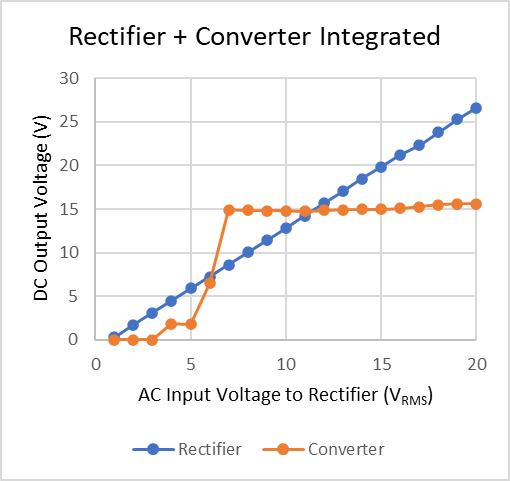 Rectifier + Converter Integrated
DC Output Voltage (V)
30
25
20
15
10
5
0
0 5 10 15 20
AC Input Voltage to Rectifier (VRMS)
Rectifier Converter